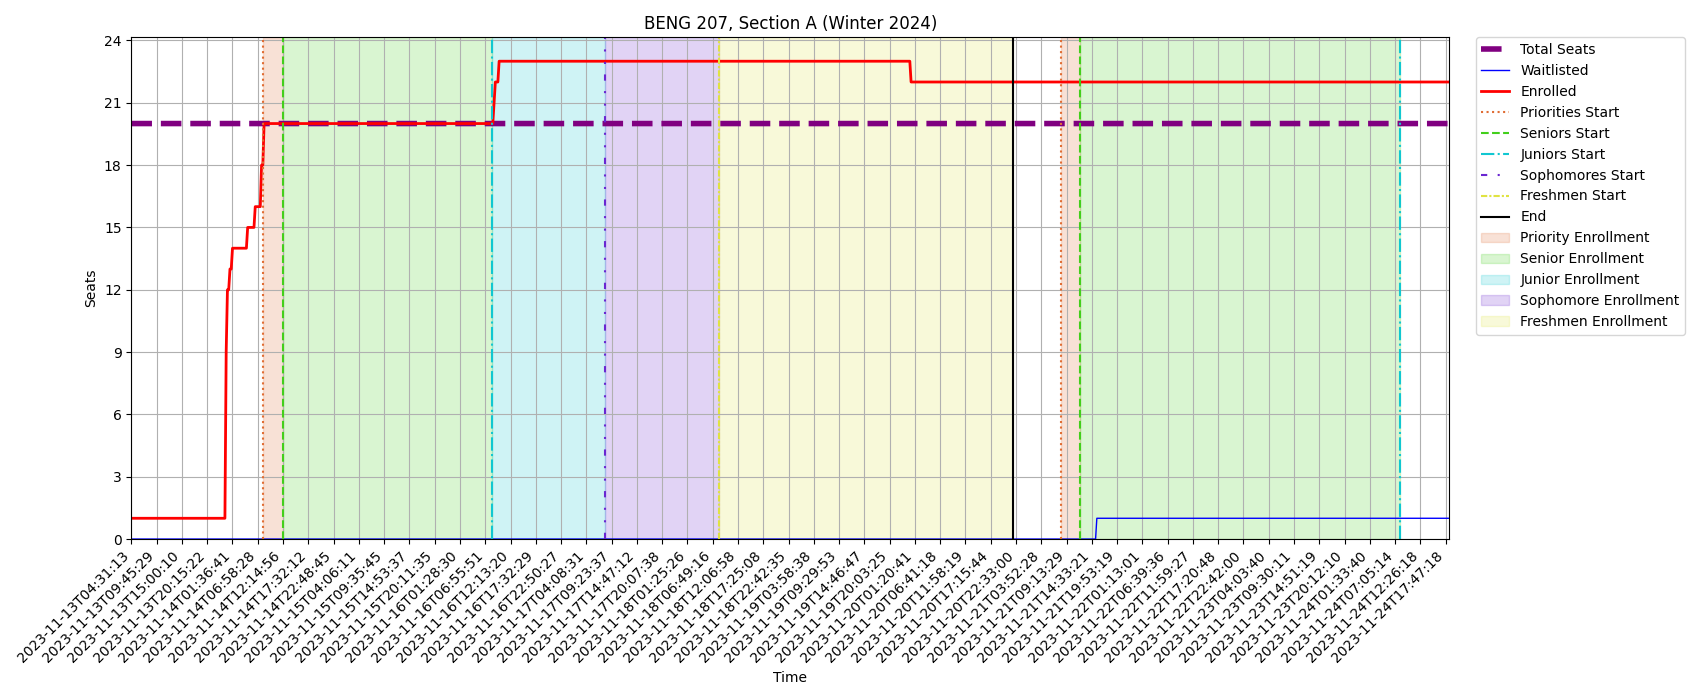 BENG 207, Section A (Winter 2024)
24
21
18
15
12
9
6
3
0
Seats
2023-11-13T04:31:13
2023-11-13T09:45:29
2023-11-13T15:00:10
2023-11-13T20:15:22
2023-11-14T01:36:41
2023-11-14T06:58:28
2023-11-14T12:14:56
2023-11-14T17:32:12
2023-11-14T22:48:45
2023-11-15T04:06:11
2023-11-15T09:35:45
2023-11-15T14:53:37
2023-11-15T20:11:35
2023-11-16T01:28:30
2023-11-16T06:55:51
2023-11-16T12:13:20
2023-11-16T17:32:29
2023-11-16T22:50:27
2023-11-17T04:08:31
2023-11-17T09:23:37
2023-11-17T14:47:12
2023-11-17T20:07:38
2023-11-18T01:25:26
2023-11-18T06:49:16
2023-11-18T12:06:58
2023-11-18T17:25:08
2023-11-18T22:42:35
2023-11-19T03:58:38
2023-11-19T09:29:53
2023-11-19T14:46:47
2023-11-19T20:03:25
2023-11-20T01:20:41
2023-11-20T06:41:18
2023-11-20T11:58:19
2023-11-20T17:15:44
2023-11-20T22:33:00
2023-11-21T03:52:28
2023-11-21T09:13:29
2023-11-21T14:33:21
2023-11-21T19:53:19
2023-11-22T01:13:01
2023-11-22T06:39:36
2023-11-22T11:59:27
2023-11-22T17:20:48
2023-11-22T22:42:00
2023-11-23T04:03:40
2023-11-23T09:30:11
2023-11-23T14:51:19
2023-11-23T20:12:10
2023-11-24T01:33:40
2023-11-24T07:05:14
2023-11-24T12:26:18
2023-11-24T17:47:18
Time
Total Seats
Waitlisted
Enrolled
Priorities Start
Seniors Start
Juniors Start
Sophomores Start
Freshmen Start
End
Priority Enrollment
Senior Enrollment
Junior Enrollment
Sophomore Enrollment
Freshmen Enrollment